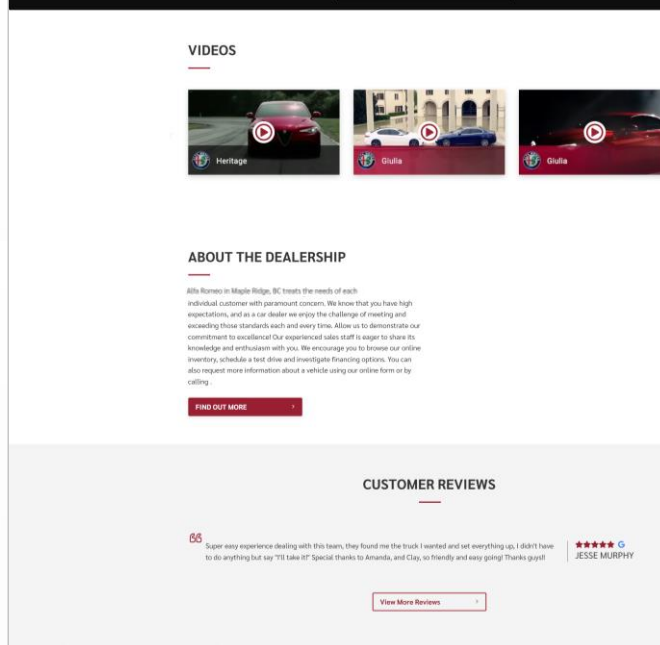 VIDEOS
Heritage
Giulia
Giulia
ABOUT THE DEALERSHIP
Alfa Romeo in Maple Ridge, BC treats the needs of each
individual customer with paramount concern. We know that you have high
expectations, and as a car dealer we enjoy the challenge of meeting and
exceeding those standards each and every time. Allow us to demonstrate our
commitment to excellence! Our experienced sales staff is eager to share its
knowledge and enthusiasm with you. We encourage you to browse our online
inventory, schedule a test drive and investigate financing options. You can
also request more information about a vehicle using our online form or by
calling .
FIND OUT MORE
CUSTOMER REVIEWS
Super easy experience dealing with this team, they found me the truck I wanted and set everything up, I didn't have
to do anything but say "I'll take it!" Special thanks to Amanda, and Clay, so friendly and easy going! Thanks guys!!
G
JESSE MURPHY
View More Reviews